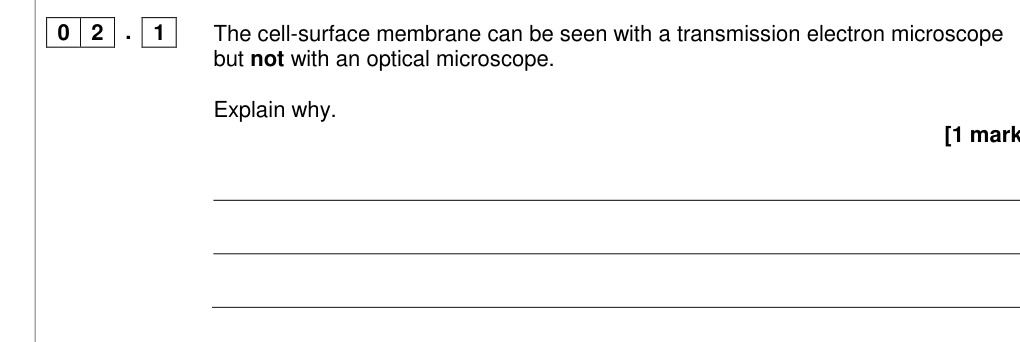 0 2 . 1 The cell-surface membrane can be seen with a transmission electron microscope
but not with an optical microscope.
Explain why.
[1 mark